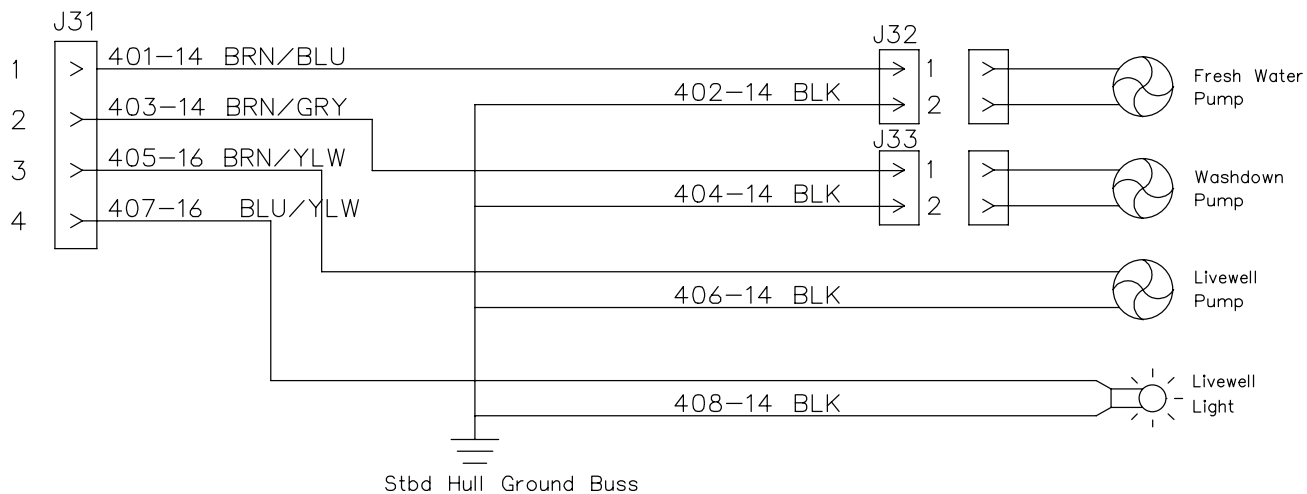 J31
1
401-14 BRN/BLU
2
403-14 BRN/GRY
3
405-16 BRN/YLW
4
407-16 BLU/YLW
J32
402-14 BLK
1
2
Fresh Water
Pump
J33
404-14 BLK
1
2
Washdown
Pump
406-14 BLK
Livewell
Pump
408-14 BLK
Livewell
Light
Stbd Hull Ground Buss